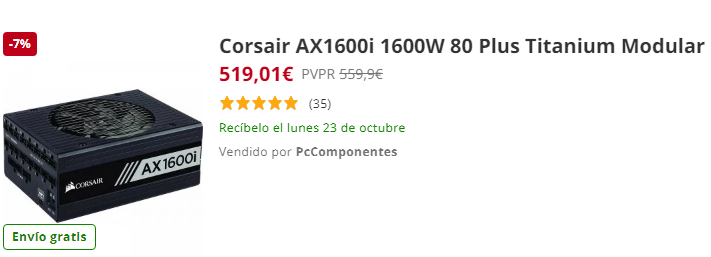 -7%
Corsair AX1600i 1600W 80 Plus Titanium Modular
519,01€ PVPR 559,9€
(35)
Recíbelo el lunes 23 de octubre
Vendido por PcComponentes
AX1600i
CORSAIR
Envío gratis